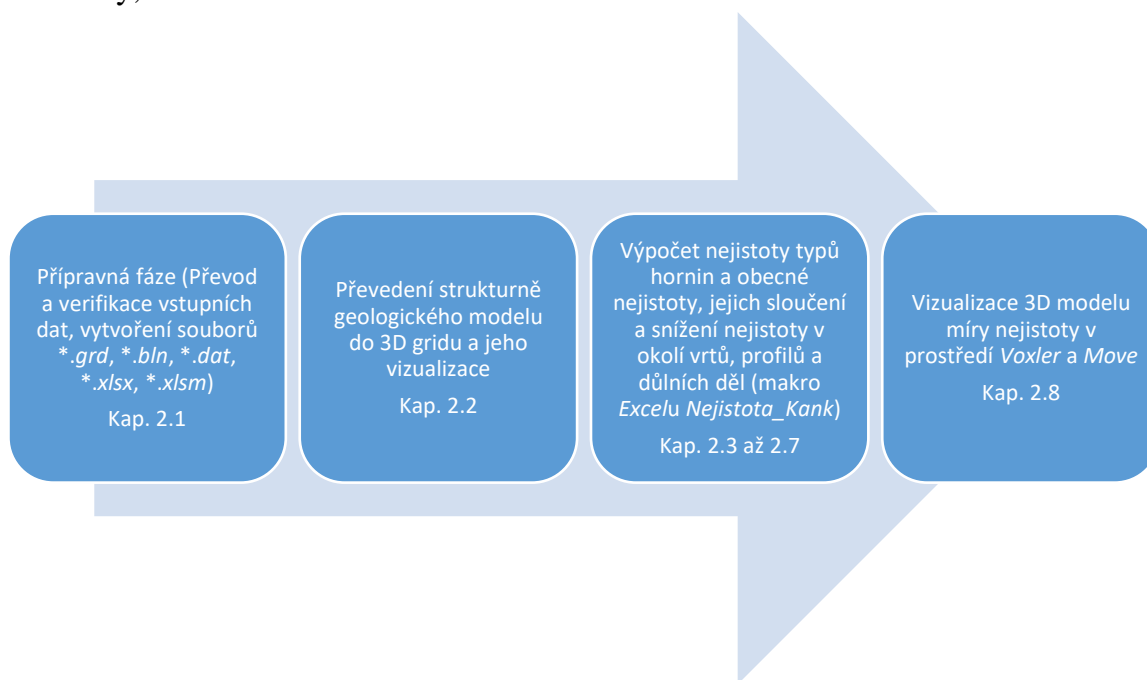 Přípravná fáze (Převod
a verifikace vstupních
dat, vytvoření souborů
*.grd, *.bln, *.dat,
*.xlsx, *.xlsm)
Kap. 2.1
Převedení strukturně
geologického modelu
do 3D gridu a jeho
vizualizace
Kap. 2.2
Výpočet nejistoty typů
hornin a obecné
nejistoty, jejich sloučení
a snížení nejistoty v
okolí vrtů, profilů a
důlních děl (makro
Excelu Nejistota_Kank)
Kap. 2.3 až 2.7
Vizualizace 3D modelu
míry nejistoty v
prostředí Voxler a Move
Kap. 2.8